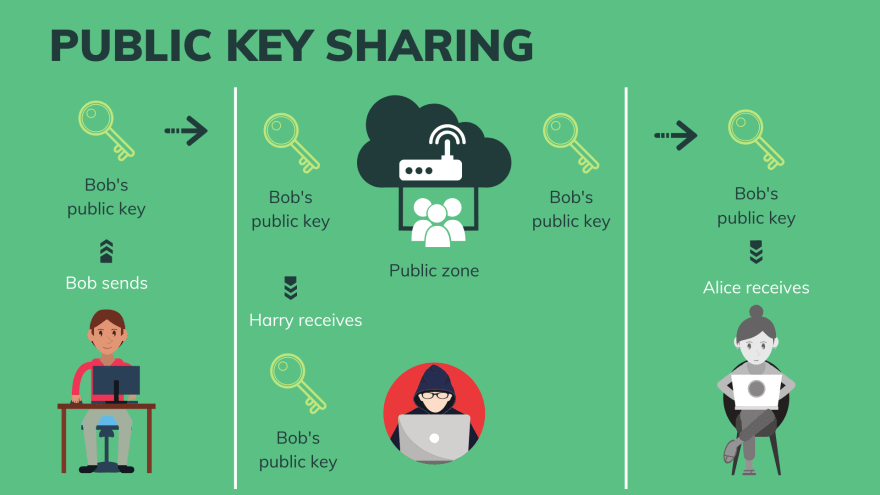 PUBLIC KEY SHARING
Bob's
public key
Bob sends
Bob's
public key
Harry receives
Bob's
public key
Public zone
Bob's
public key
Bob's
public key
Alice receives